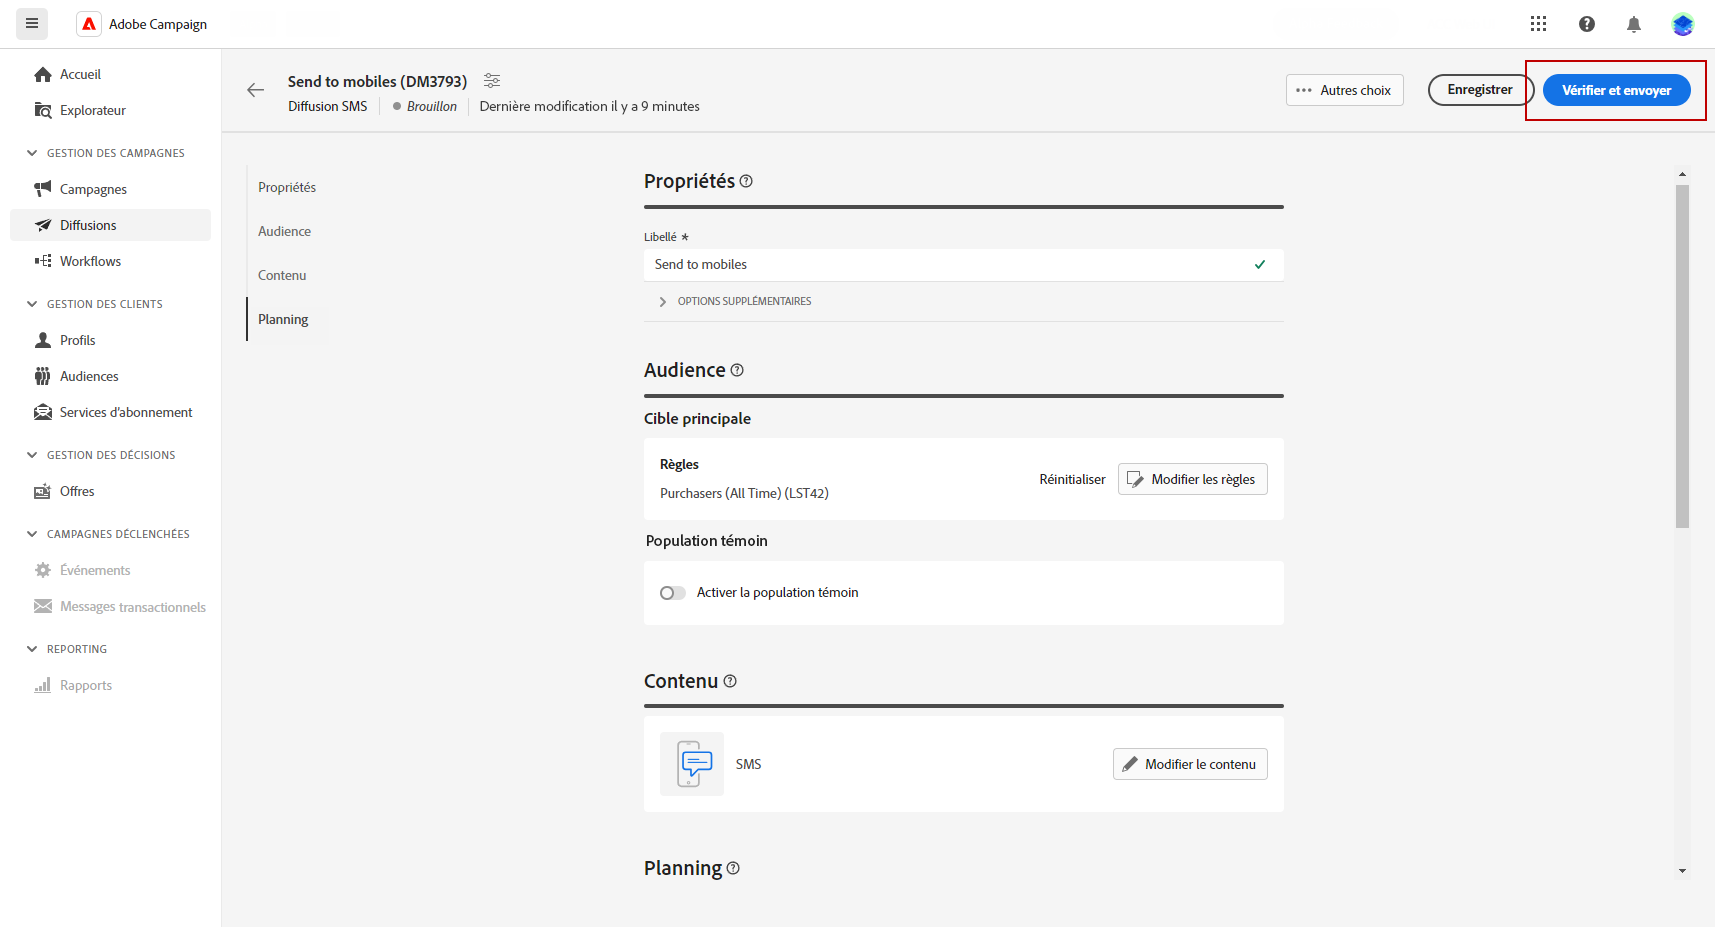 Adobe Campaign
Accueil
Explorateur
GESTION DES CAMPAGNES
Campagnes
Diffusions
Workflows
GESTION DES CLIENTS
Profils
Audiences
Services d'abonnement
GESTION DES DÉCISIONS
Offres
CAMPAGNES DÉCLENCHÉES
Événements
Messages transactionnels
REPORTING
Rapports
Send to mobiles (DM3793)
Diffusion SMS Brouillon Dernière modification il y a 9 minutes
Autres choix Enregistrer Vérifier et envoyer
Propriétés
Audience
Contenu
Planning
Propriétés
Libellé *
Send to mobiles
OPTIONS SUPPLÉMENTAIRES
Audience
Cible principale
Règles
Purchasers (All Time) (LST42)
Réinitialiser Modifier les règles
Population témoin
Activer la population témoin
Contenu
SMS Modifier le contenu
Planning